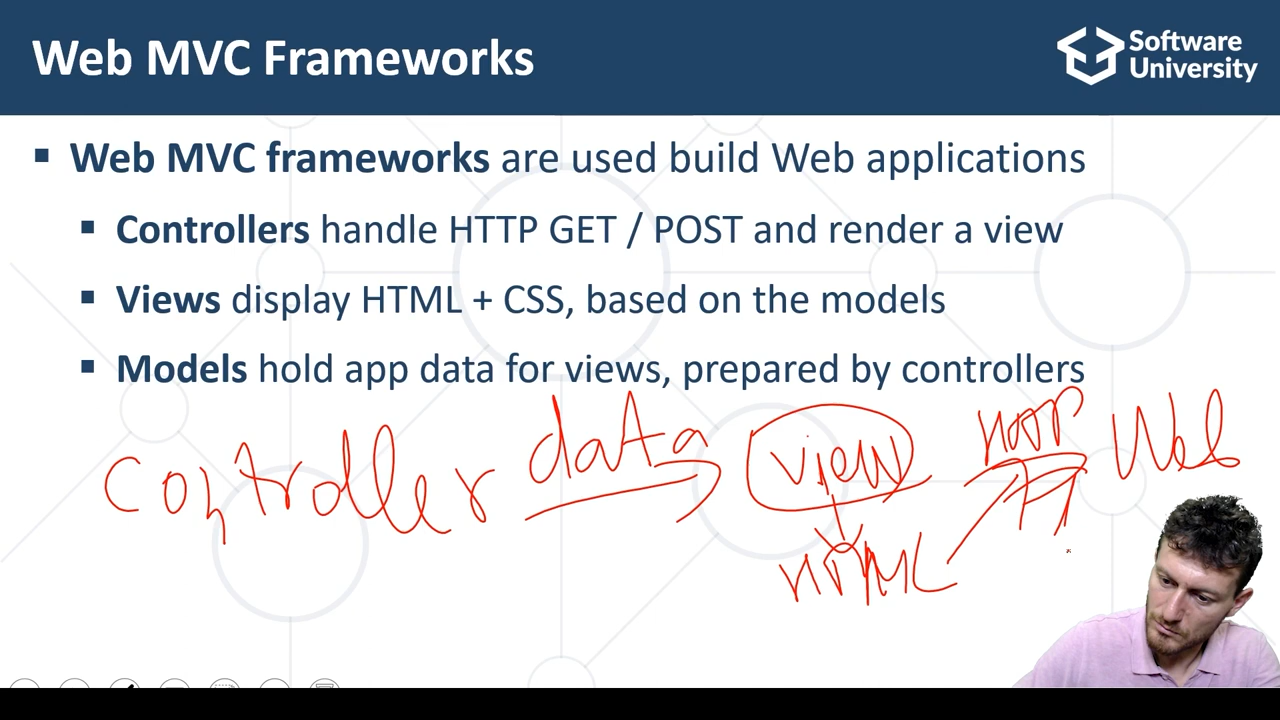 Web MVC Frameworks
Software
University
Web MVC frameworks are used build Web applications
Controllers handle HTTP GET / POST and render a view
Views display HTML + CSS, based on the models
Models hold app data for views, prepared by controllers
controller data view Web
HTML